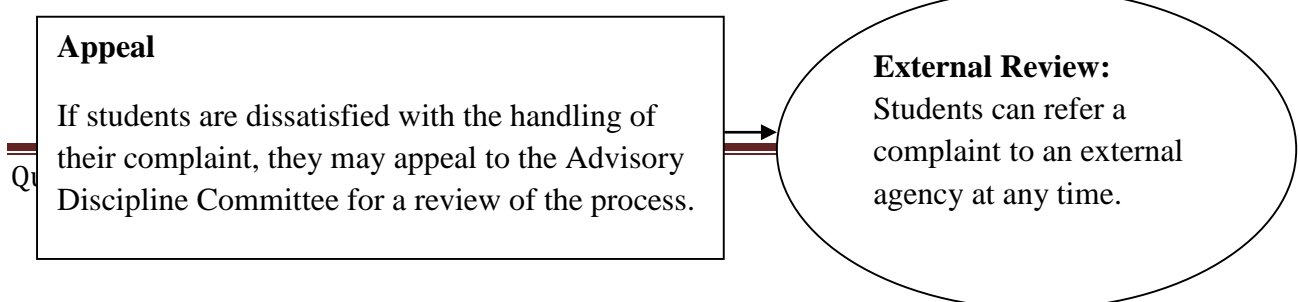 Appeal
If students are dissatisfied with the handling of
their complaint, they may appeal to the Advisory
Discipline Committee for a review of the process.
External Review:
Students can refer a
complaint to an external
agency at any time.